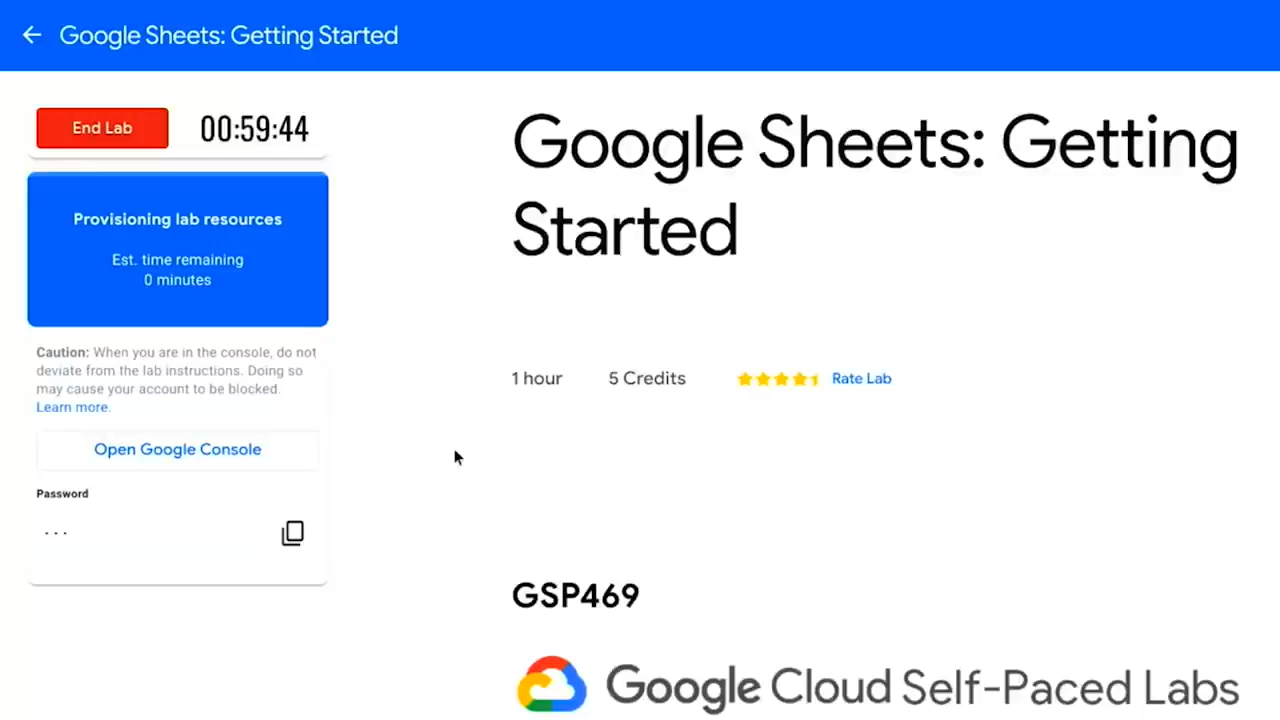 Google Sheets: Getting Started
End Lab
00:59:44
Provisioning lab resources
Est. time remaining
0 minutes
Caution: When you are in the console, do not
deviate from the lab instructions. Doing so
may cause your account to be blocked.
Learn more.
Open Google Console
Password
...
Google Sheets: Getting
Started
1 hour
5 Credits
Rate Lab
GSP469
Google Cloud Self-Paced Labs